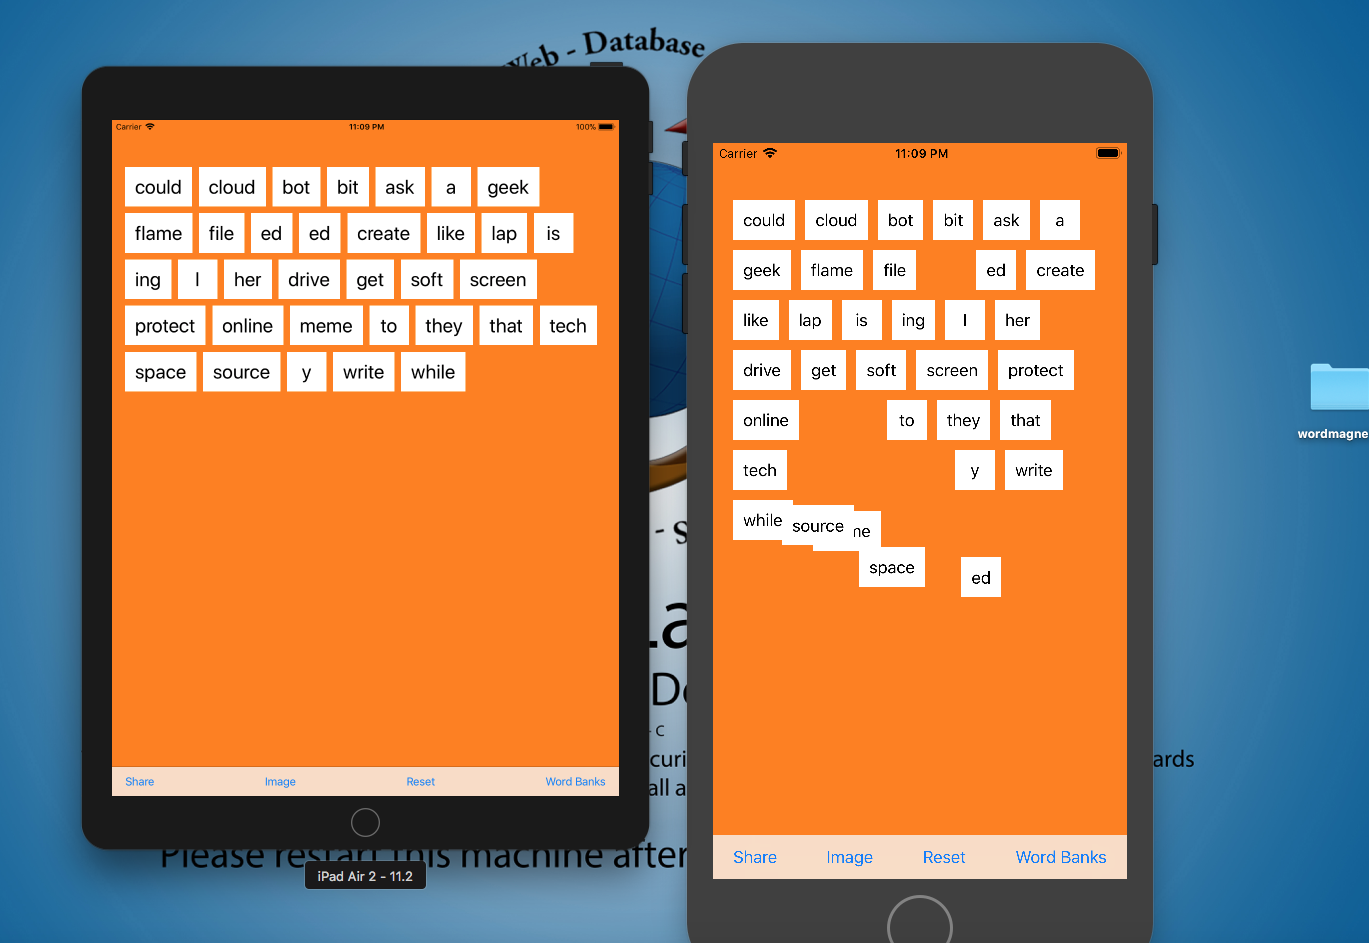 Web - Database
Carrier 11:09 PM 100%
could cloud bot bit ask a geek
flame file ed ed create like lap is
ing I her drive get soft screen
protect online meme to they that tech
space source y write while
Share Image Reset Word Banks
iPad Air 2 - 11.2
Carrier 11:09 PM
could cloud bot bit ask a
geek flame file ed create
like lap is ing I her
drive get soft screen protect
online to they that
tech y write
while source me
space ed
Share Image Reset Word Banks
- S
.a
De
- C
curi
ards
all a
Please restart this machine after
wordmagne